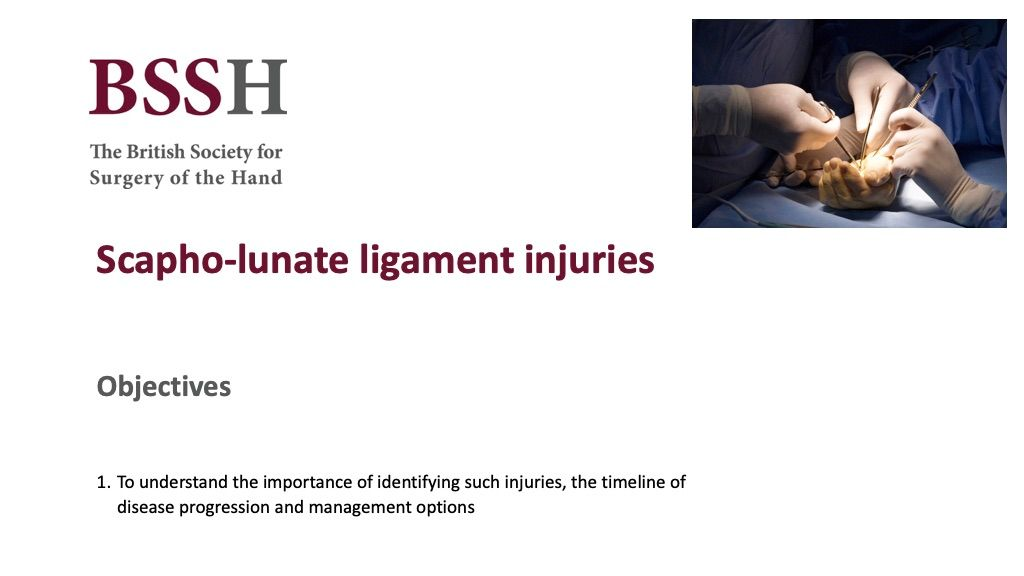 BSSH
The British Society for
Surgery of the Hand
Scapho-lunate ligament injuries
Objectives
1. To understand the importance of identifying such injuries, the timeline of
disease progression and management options